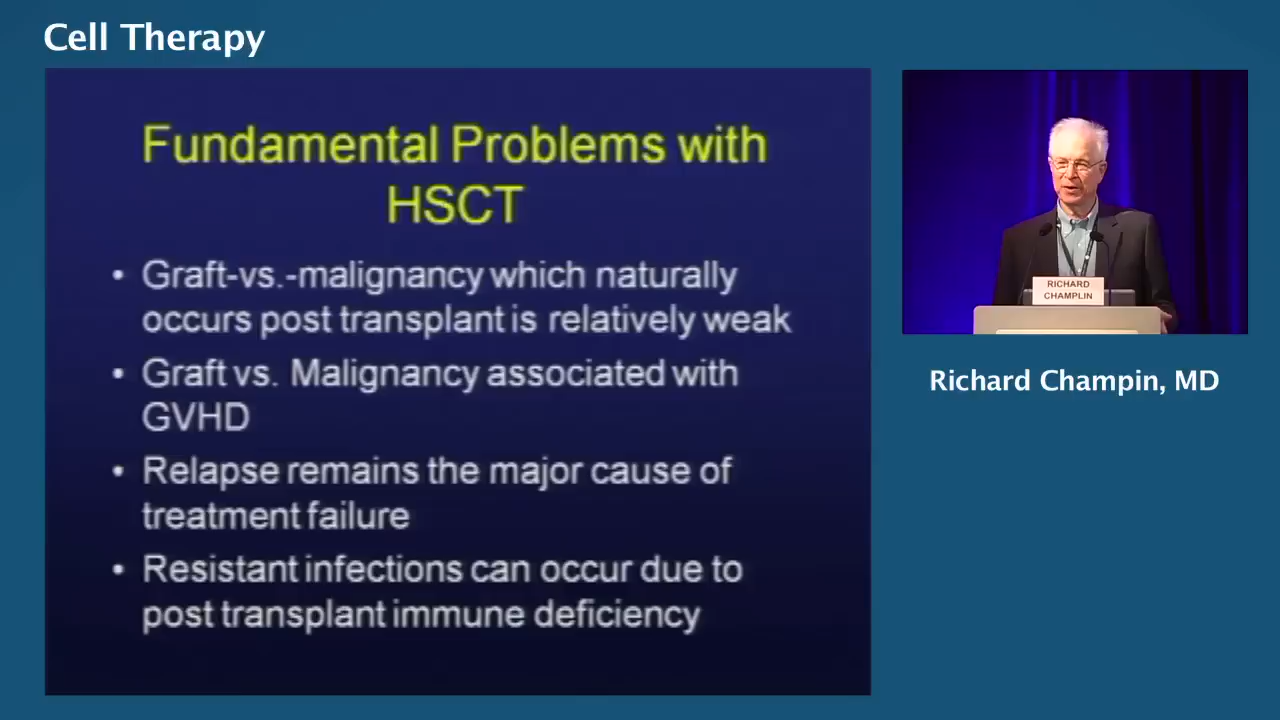 Cell Therapy
Fundamental Problems with
HSCT
• Graft-vs.-malignancy which naturally
occurs post transplant is relatively weak
• Graft vs. Malignancy associated with
GVHD
• Relapse remains the major cause of
treatment failure
• Resistant infections can occur due to
post transplant immune deficiency
RICHARD
CHAMPLIN
Richard Champin, MD